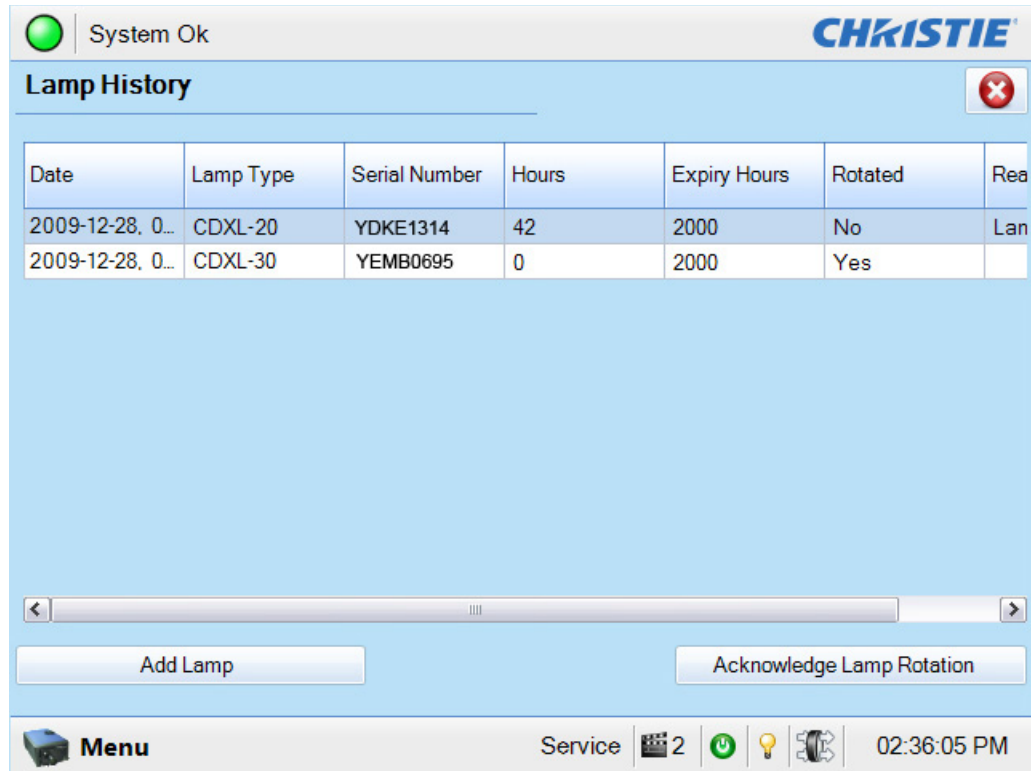 System Ok
CHRISTIE
Lamp History
Date Lamp Type Serial Number Hours Expiry Hours Rotated Rea
2009-12-28, 0... CDXL-20 YDKE1314 42 2000 No Lan
2009-12-28, 0... CDXL-30 YEMB0695 0 2000 Yes
Add Lamp Acknowledge Lamp Rotation
Menu Service 2 02:36:05 PM